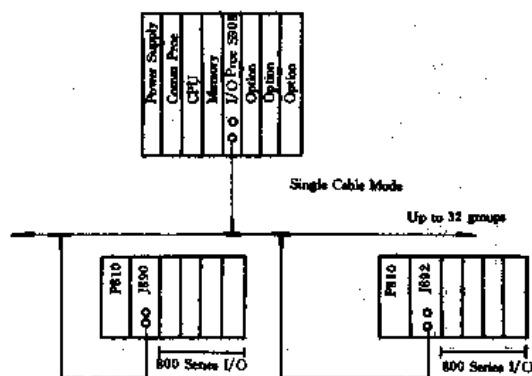 Power Supply
Comm Proc
CPU
Memory
I/O Proc S908
Option
Option
Option
Single Cable Mode
Up to 32 groups
P810
J890
800 Series I/O
P810
J892
800 Series I/O